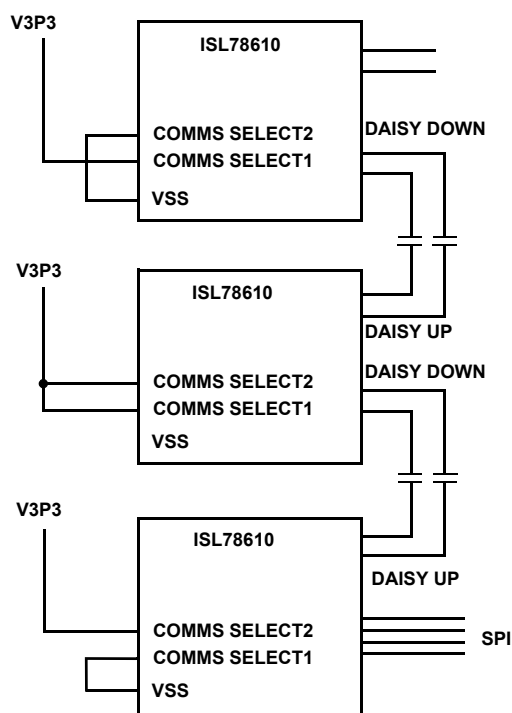 V3P3
ISL78610
DAISY DOWN
COMMS SELECT2
COMMS SELECT1
VSS
V3P3
ISL78610
DAISY UP
DAISY DOWN
COMMS SELECT2
COMMS SELECT1
VSS
V3P3
ISL78610
DAISY UP
COMMS SELECT2
SPI
COMMS SELECT1
VSS